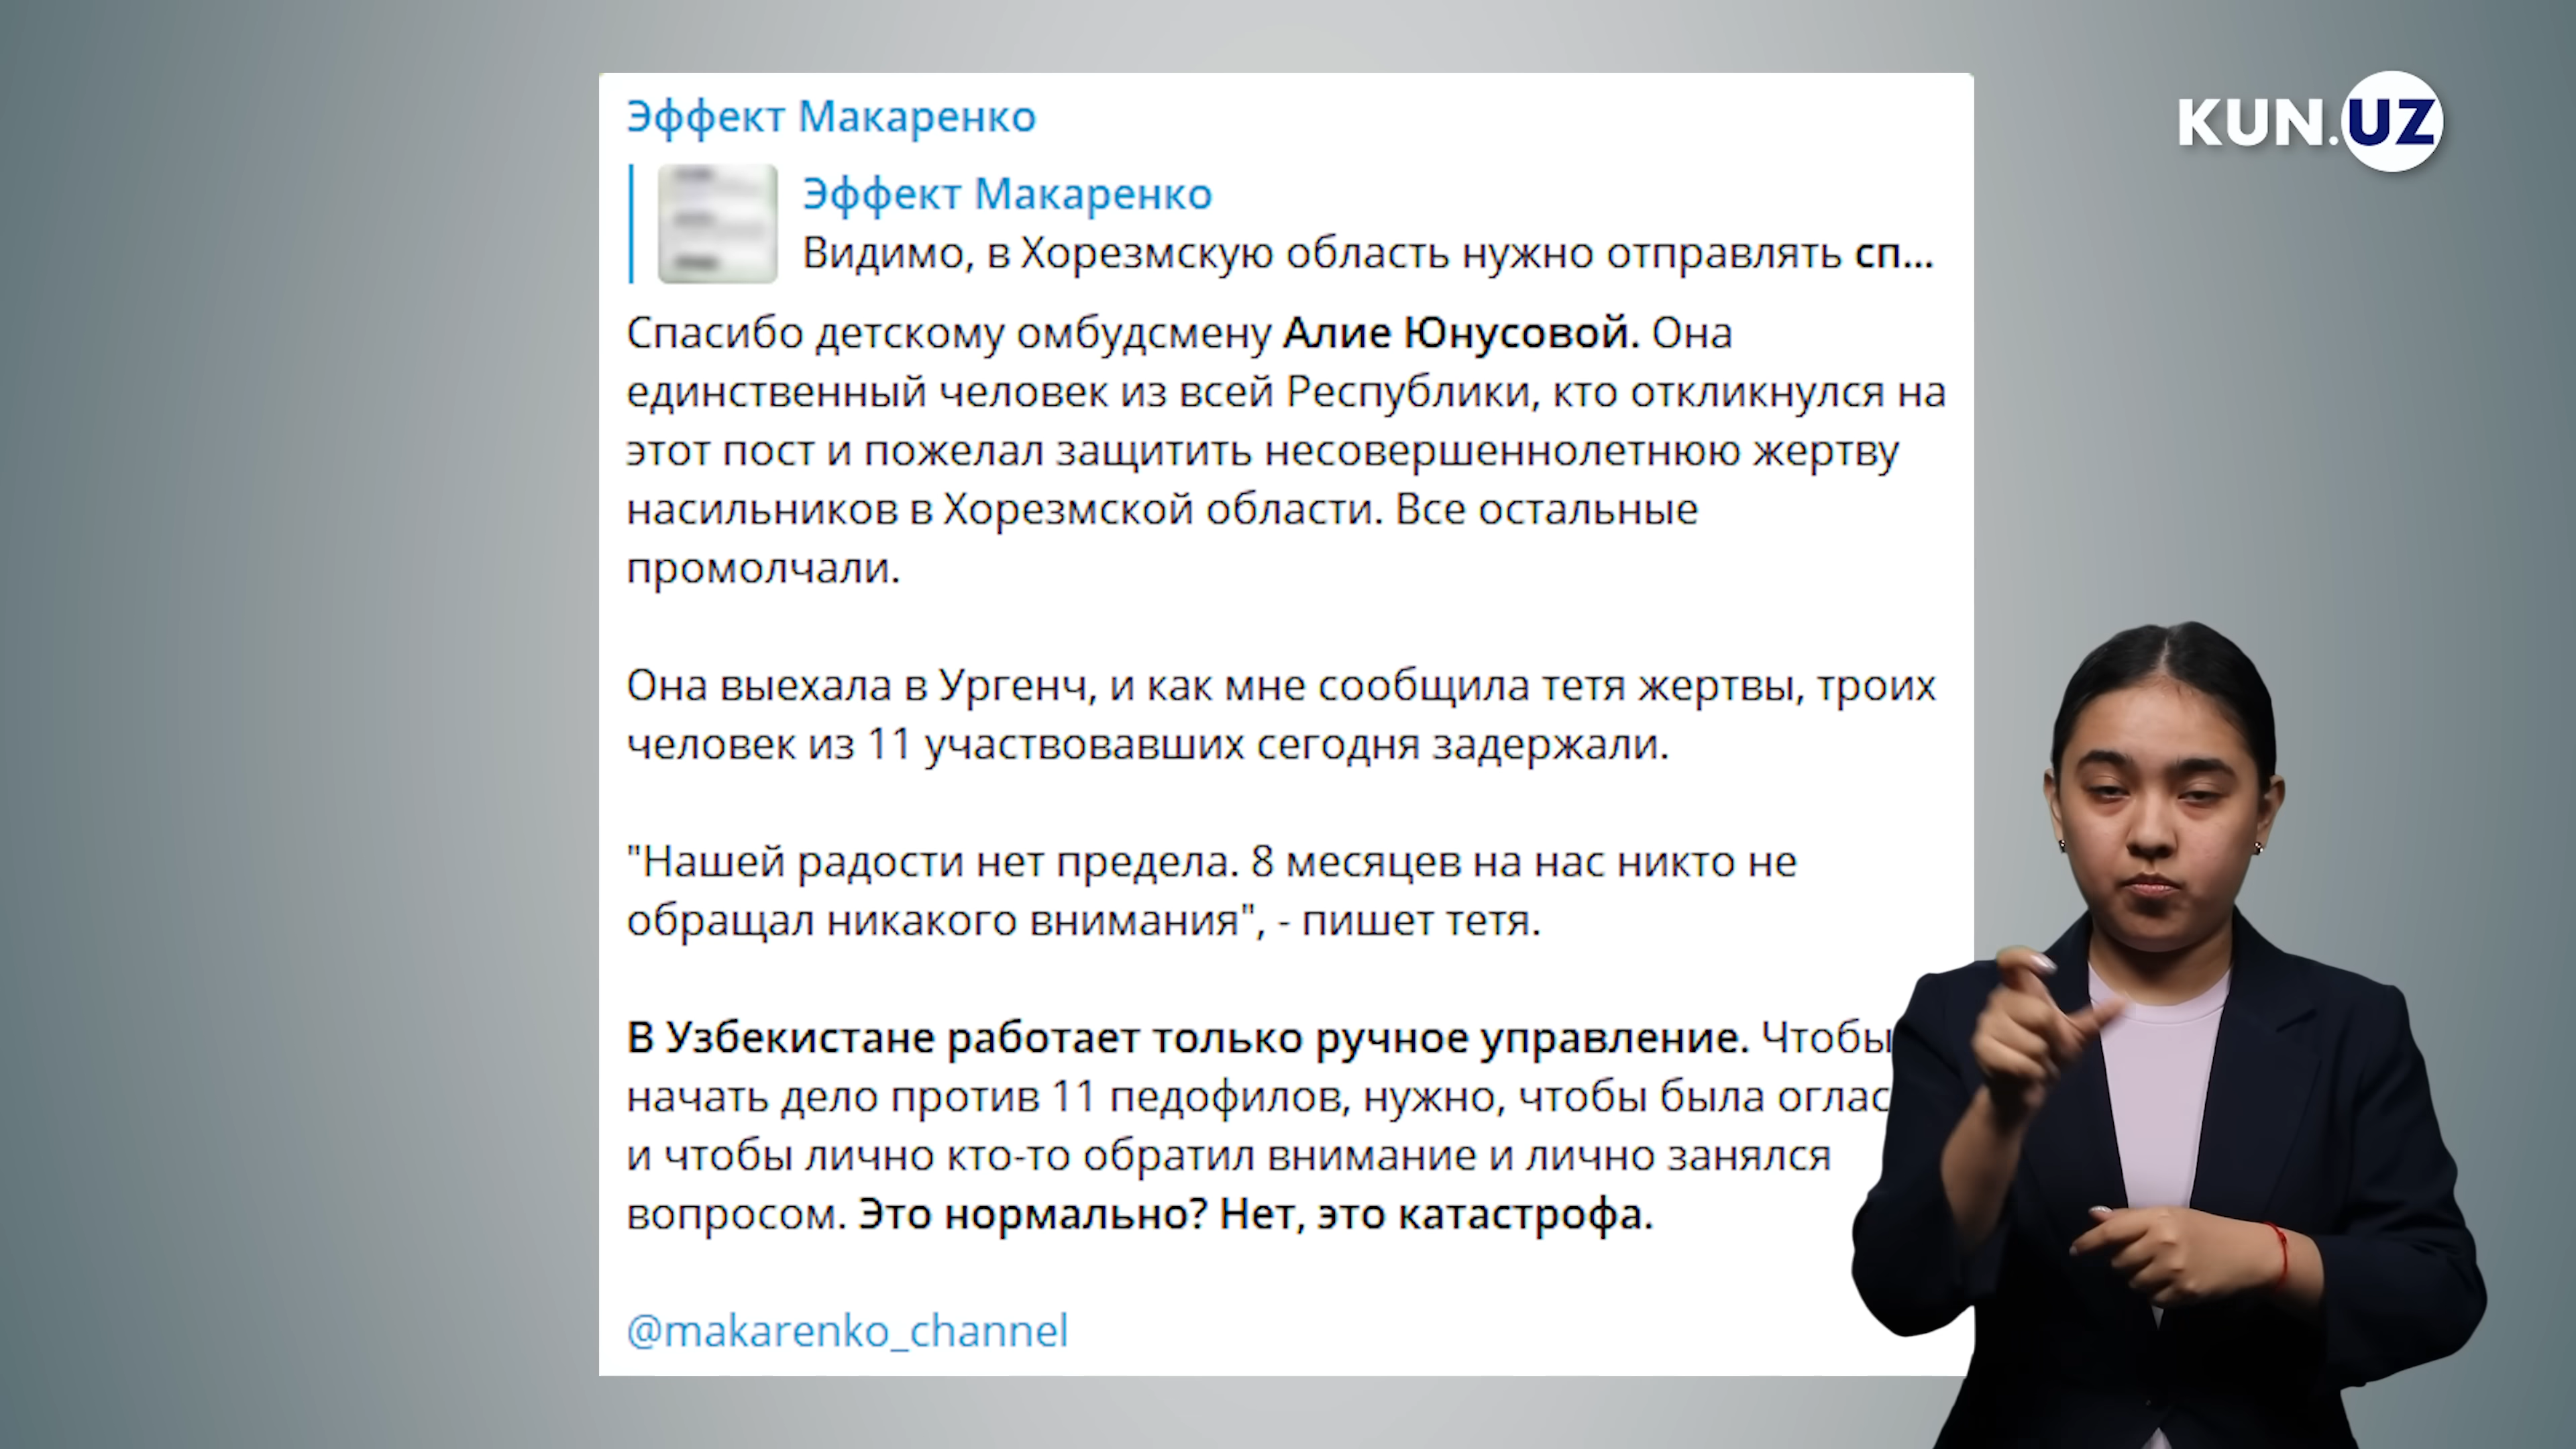 Эффект Макаренко
Эффект Макаренко
Видимо, в Хорезмскую область нужно отправлять сп...
Спасибо детскому омбудсмену Алие Юнусовой. Она
единственный человек из всей Республики, кто откликнулся на
этот пост и пожелал защитить несовершеннолетнюю жертву
насильников в Хорезмской области. Все остальные
промолчали.
Она выехала в Ургенч, и как мне сообщила тетя жертвы, троих
человек из 11 участвовавших сегодня задержали.
"Нашей радости нет предела. 8 месяцев на нас никто не
обращал никакого внимания", - пишет тетя.
В Узбекистане работает только ручное управление. Чтобы
начать дело против 11 педофилов, нужно, чтобы была оглас
и чтобы лично кто-то обратил внимание и лично занялся
вопросом. Это нормально? Нет, это катастрофа.
@makarenko_channel
KUN.UZ